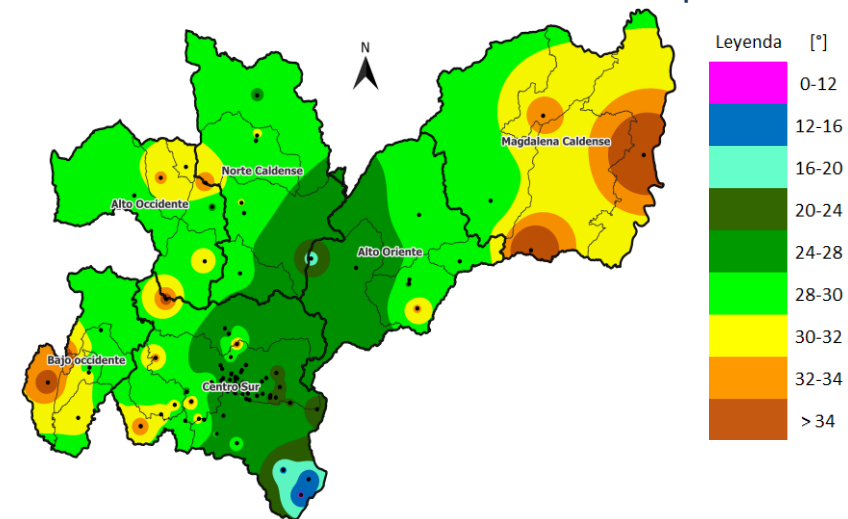 N
Leyenda [°]
0-12
12-16
16-20
20-24
24-28
28-30
30-32
32-34
> 34
Magdalena Caldense
Norte Caldense
Alto Occidente
Alto Oriente
Bajo occidente
Centro Sur